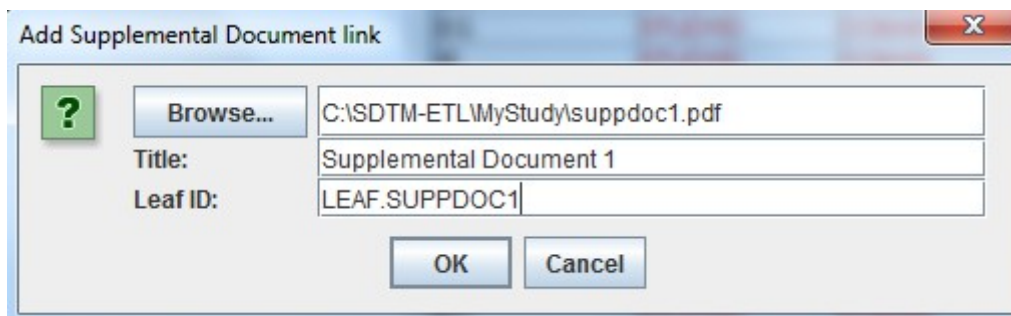 Add Supplemental Document link
Browse... C:\SDTM-ETL\MyStudy\suppdoc1.pdf
Title: Supplemental Document 1
Leaf ID: LEAF.SUPPDOC1
OK Cancel